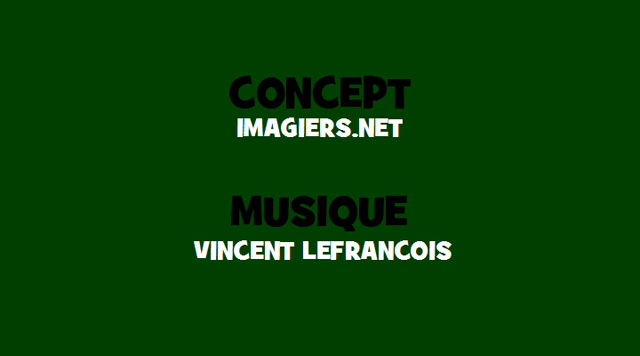 CONCEPT
IMAGIERS.NET
MUSIQUE
VINCENT LEFRANCOIS